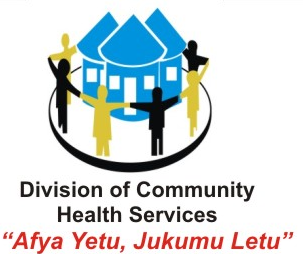 Division of Community
Health Services
“Afya Yetu, Jukumu Letu”